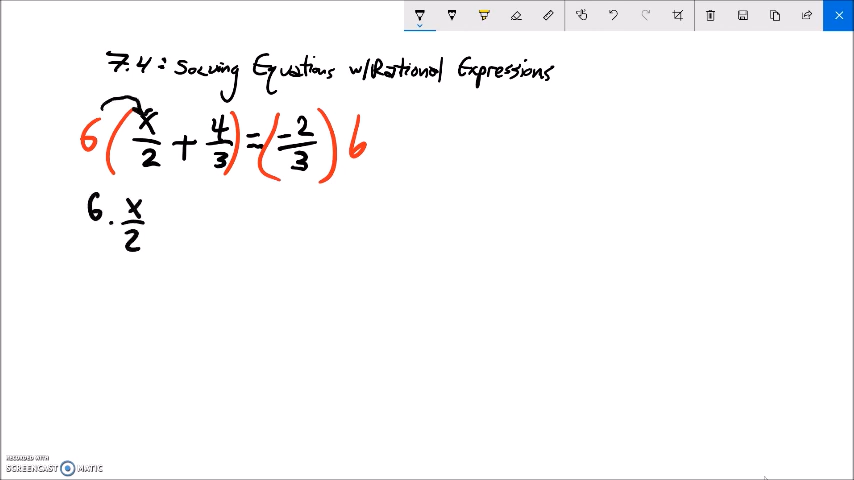 7.4: Solving Equations w/Rational Expressions
6 ( x/2 + 4/3 ) = ( -2/3 ) 6
6 · x/2
RECORDED WITH
SCREENCAST MATIC